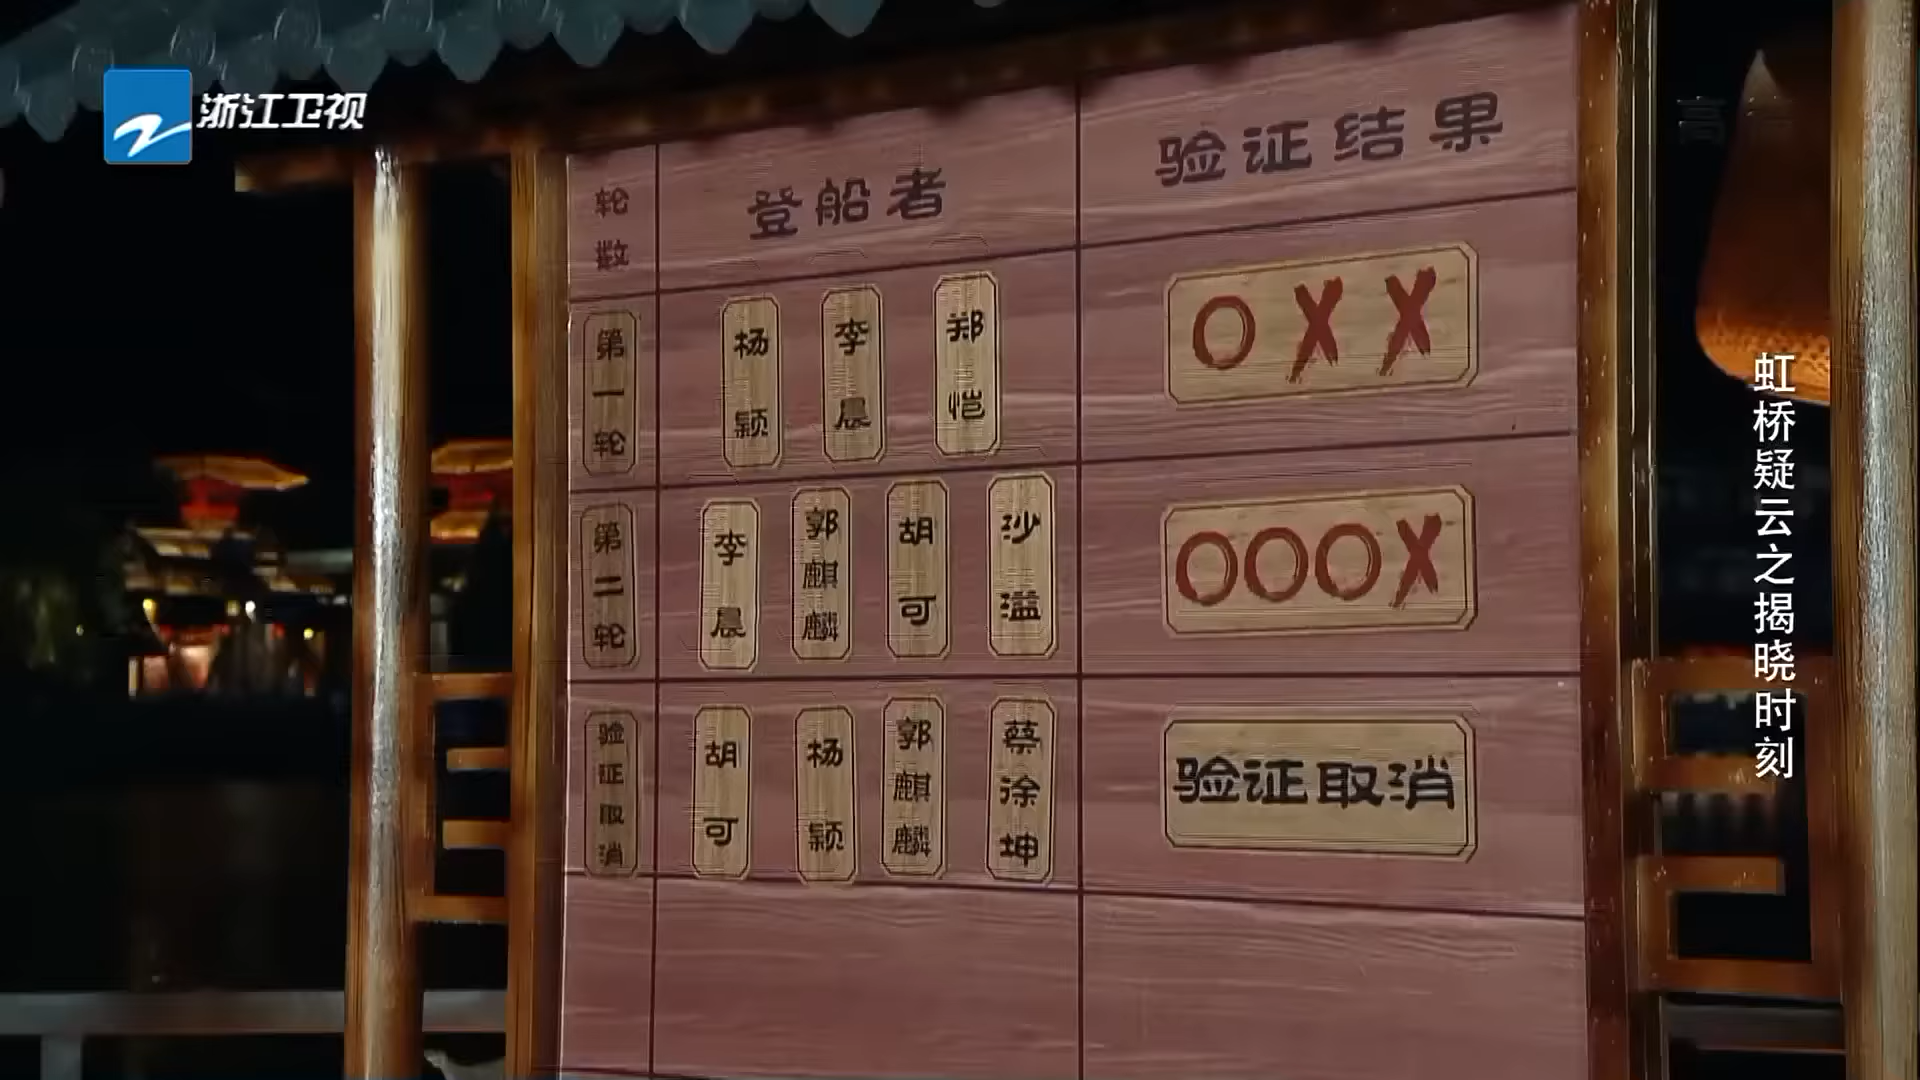 浙江卫视
轮数 登船者 验证结果
第一轮 杨颖 李晨 郑恺 O X X
第二轮 李晨 郭麒麟 胡可 沙溢 O O O X
验证取消 胡可 杨颖 郭麒麟 蔡徐坤 验证取消
虹桥疑云之揭晓时刻